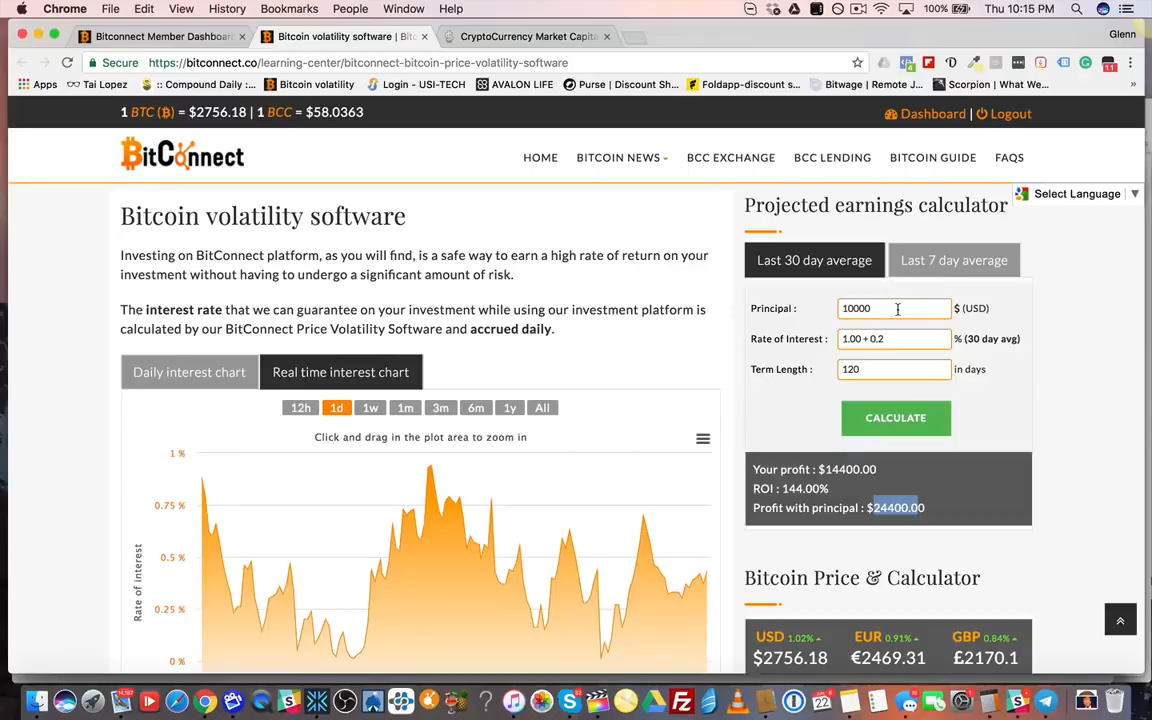 Chrome File Edit View History Bookmarks People Window Help 100% Thu 10:15 PM
Bitconnect Member Dashboard Bitcoin volatility software | Bitc CryptoCurrency Market Capita Glenn
Secure https://bitconnect.co/learning-center/bitconnect-bitcoin-price-volatility-software 11
Apps Tai Lopez :: Compound Daily :... Bitcoin volatility Login - USI-TECH AVALON LIFE Purse | Discount Sh... Foldapp-discount s... Bitwage | Remote J... Scorpion | What We... »
1 BTC (₿) = $2756.18 | 1 BCC = $58.0363 Dashboard | Logout
BitConnect HOME BITCOIN NEWS BCC EXCHANGE BCC LENDING BITCOIN GUIDE FAQS
Select Language ▼
Bitcoin volatility software
Investing on BitConnect platform, as you will find, is a safe way to earn a high rate of return on your
investment without having to undergo a significant amount of risk.
The interest rate that we can guarantee on your investment while using our investment platform is
calculated by our BitConnect Price Volatility Software and accrued daily.
Daily interest chart Real time interest chart
12h 1d 1w 1m 3m 6m 1y All
Click and drag in the plot area to zoom in
1 %
0.75 %
0.5 %
0.25 %
0 %
Rate of interest
Projected earnings calculator
Last 30 day average Last 7 day average
Principal : 10000 $ (USD)
Rate of Interest : 1.00 + 0.2 % (30 day avg)
Term Length : 120 in days
CALCULATE
Your profit : $14400.00
ROI : 144.00%
Profit with principal : $24400.00
Bitcoin Price & Calculator
USD 1.02% EUR 0.91% GBP 0.84%
$2756.18 €2469.31 £2170.1
22